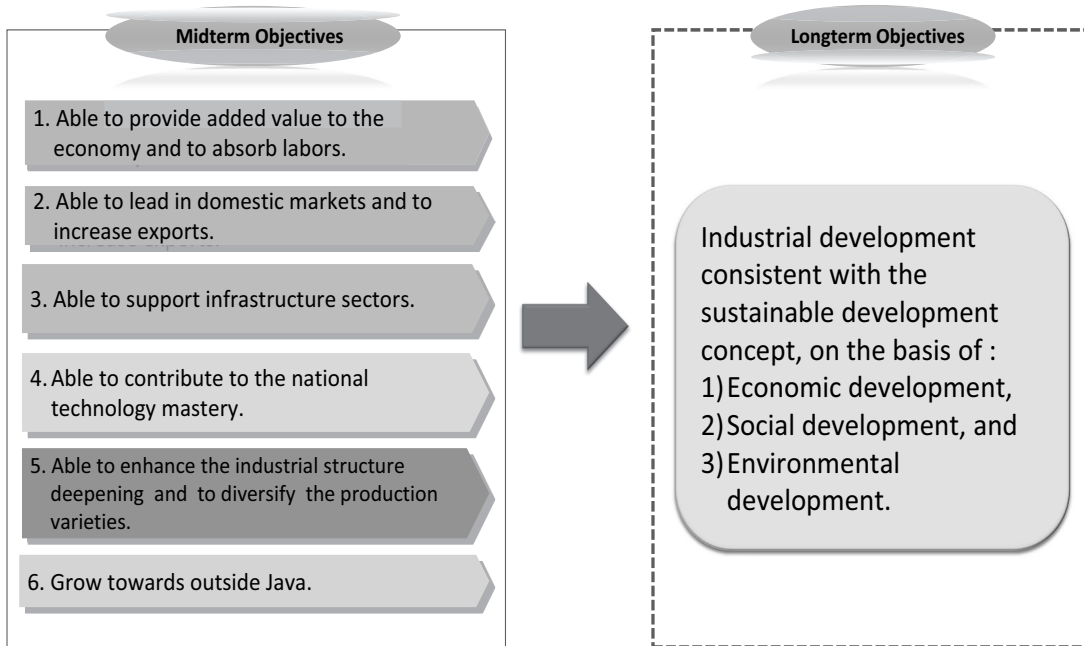 Midterm Objectives
1. Able to provide added value to the
economy and to absorb labors.
2. Able to lead in domestic markets and to
increase exports.
3. Able to support infrastructure sectors.
4. Able to contribute to the national
technology mastery.
5. Able to enhance the industrial structure
deepening and to diversify the production
varieties.
6. Grow towards outside Java.
Longterm Objectives
Industrial development
consistent with the
sustainable development
concept, on the basis of :
1) Economic development,
2) Social development, and
3) Environmental
development.